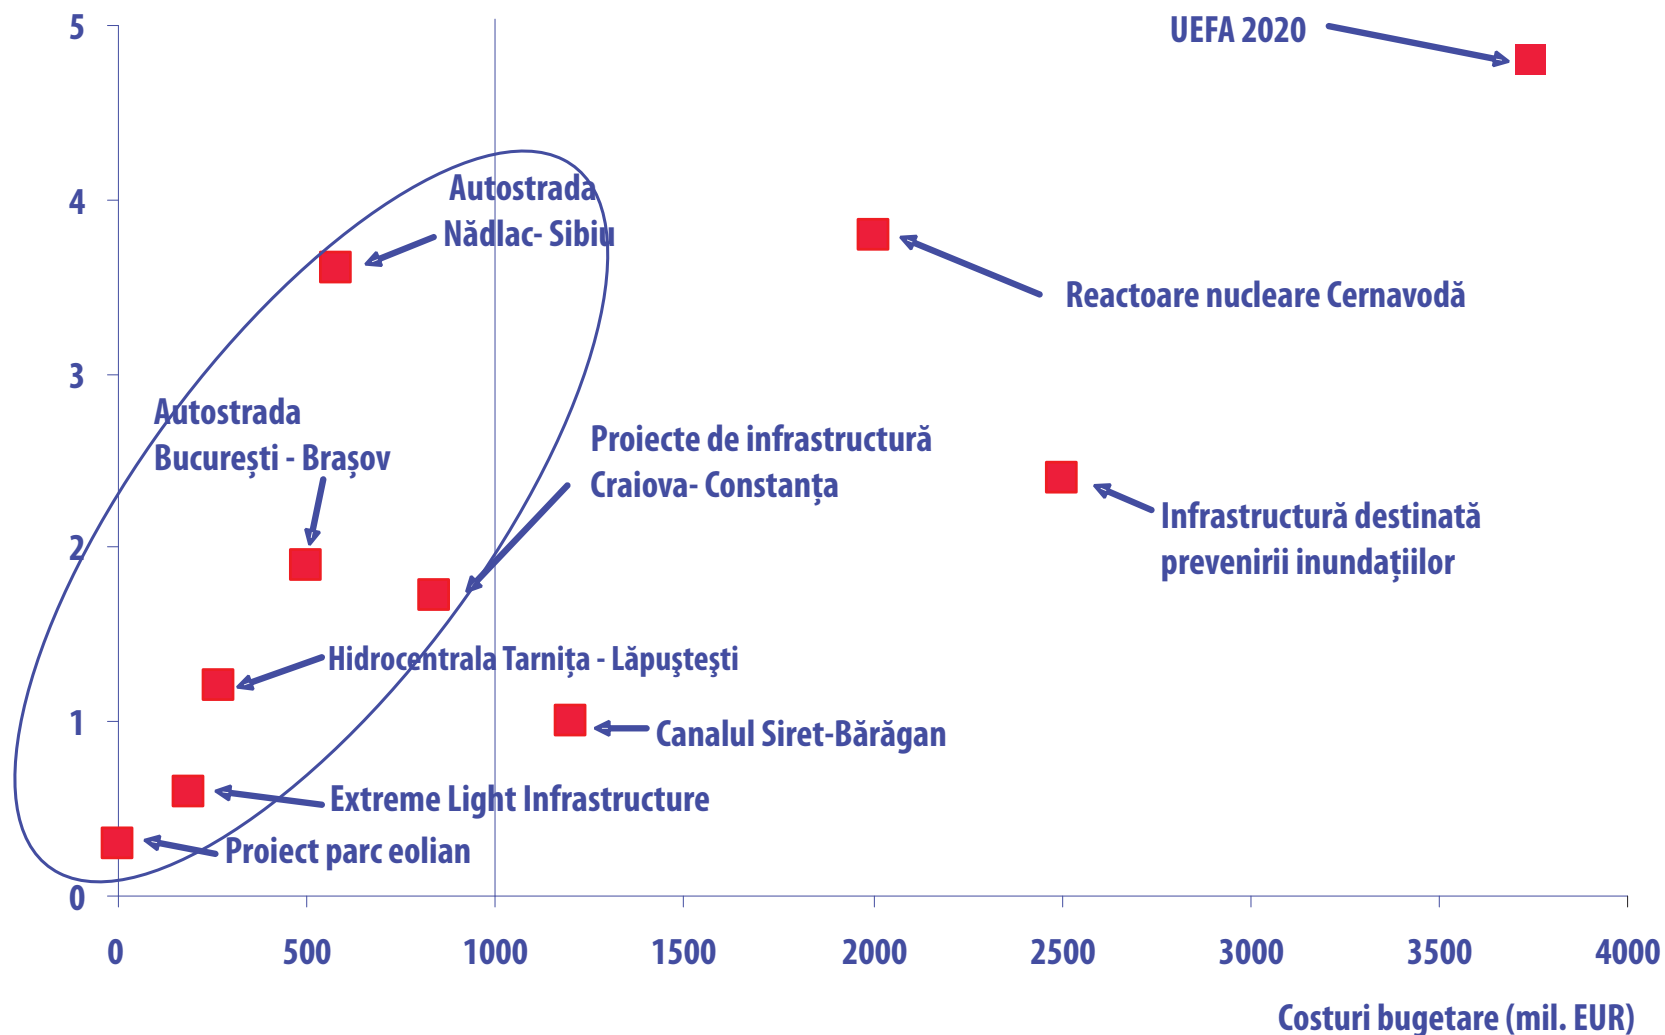 5
UEFA 2020
4
Autostrada
Nădlac- Sibiu
Reactoare nucleare Cernavodă
3
Autostrada
București - Brașov
Proiecte de infrastructură
Craiova- Constanța
Infrastructură destinată
prevenirii inundațiilor
2
Hidrocentrala Tarnița - Lăpuştești
1
Canalul Siret-Bărăgan
Extreme Light Infrastructure
Proiect parc eolian
0
0 500 1000 1500 2000 2500 3000 3500 4000
Costuri bugetare (mil. EUR)